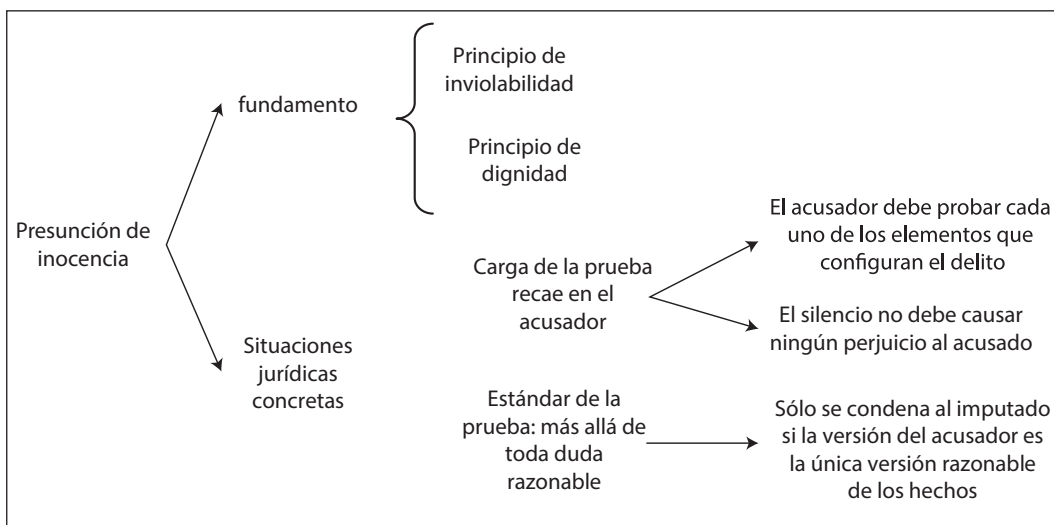 Presunción de
inocencia
fundamento
Principio de
inviolabilidad
Principio de
dignidad
Situaciones
jurídicas
concretas
Carga de la prueba
recae en el
acusador
El acusador debe probar cada
uno de los elementos que
configuran el delito
El silencio no debe causar
ningún perjuicio al acusado
Estándar de la
prueba: más allá de
toda duda
razonable
Sólo se condena al imputado
si la versión del acusador es
la única versión razonable
de los hechos